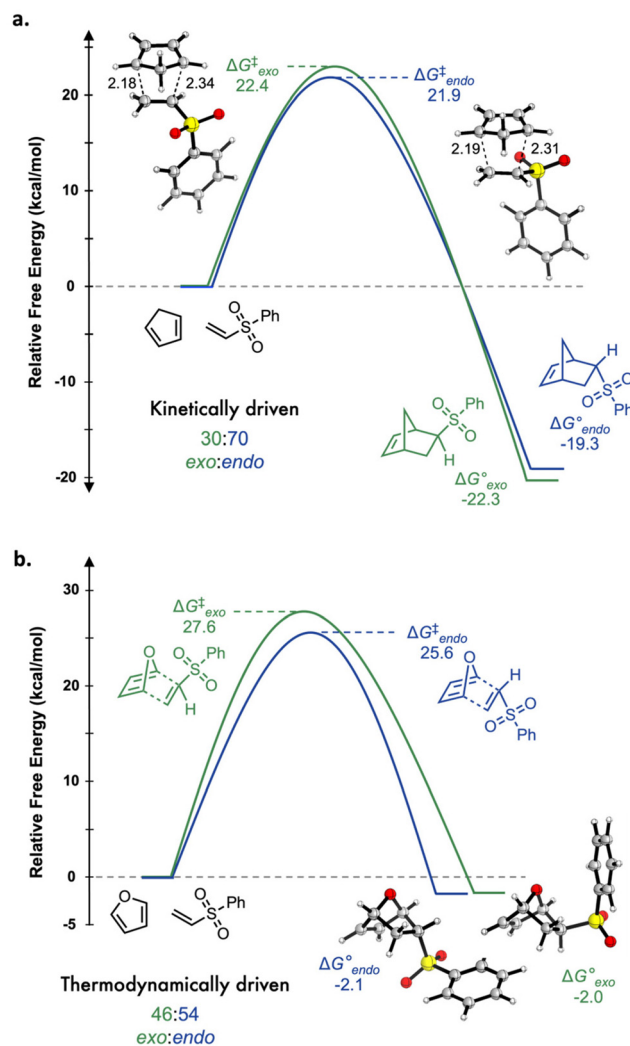 a.
Relative Free Energy (kcal/mol)
20
10
0
-10
-20
2.18
2.34
ΔG‡exo
22.4
ΔG‡endo
21.9
2.19
2.31
Ph
S
O
O
Kinetically driven
30:70
exo:endo
Ph
S
O
O
H
ΔG°exo
-22.3
H
S
O
O
Ph
ΔG°endo
-19.3
b.
Relative Free Energy (kcal/mol)
30
20
10
0
-5
ΔG‡exo
27.6
O
Ph
S
O
O
H
ΔG‡endo
25.6
O
H
S
O
O
Ph
O
Ph
S
O
O
Thermodynamically driven
46:54
exo:endo
ΔG°endo
-2.1
ΔG°exo
-2.0